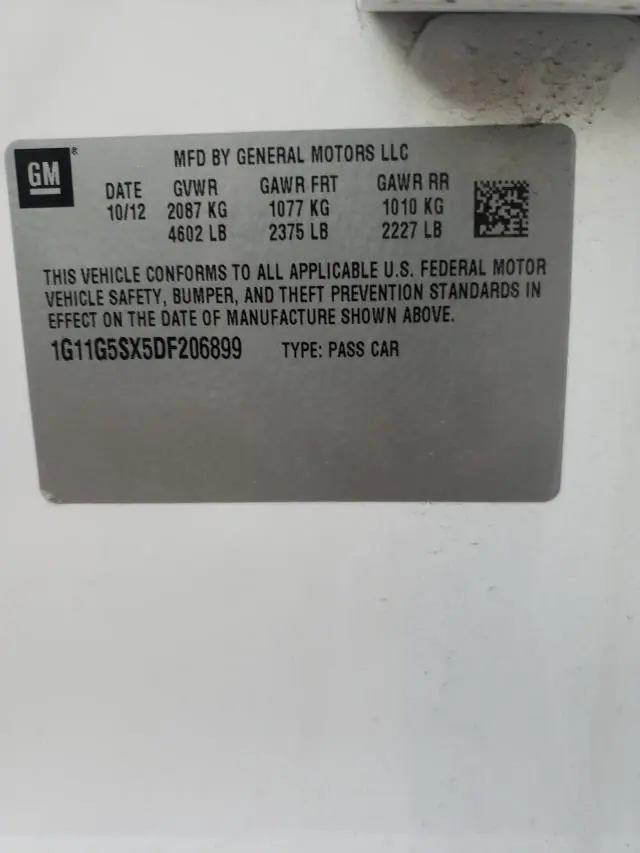 GM®
MFD BY GENERAL MOTORS LLC
DATE GVWR GAWR FRT GAWR RR
10/12 2087 KG 1077 KG 1010 KG
4602 LB 2375 LB 2227 LB
THIS VEHICLE CONFORMS TO ALL APPLICABLE U.S. FEDERAL MOTOR
VEHICLE SAFETY, BUMPER, AND THEFT PREVENTION STANDARDS IN
EFFECT ON THE DATE OF MANUFACTURE SHOWN ABOVE.
1G11G5SX5DF206899 TYPE: PASS CAR